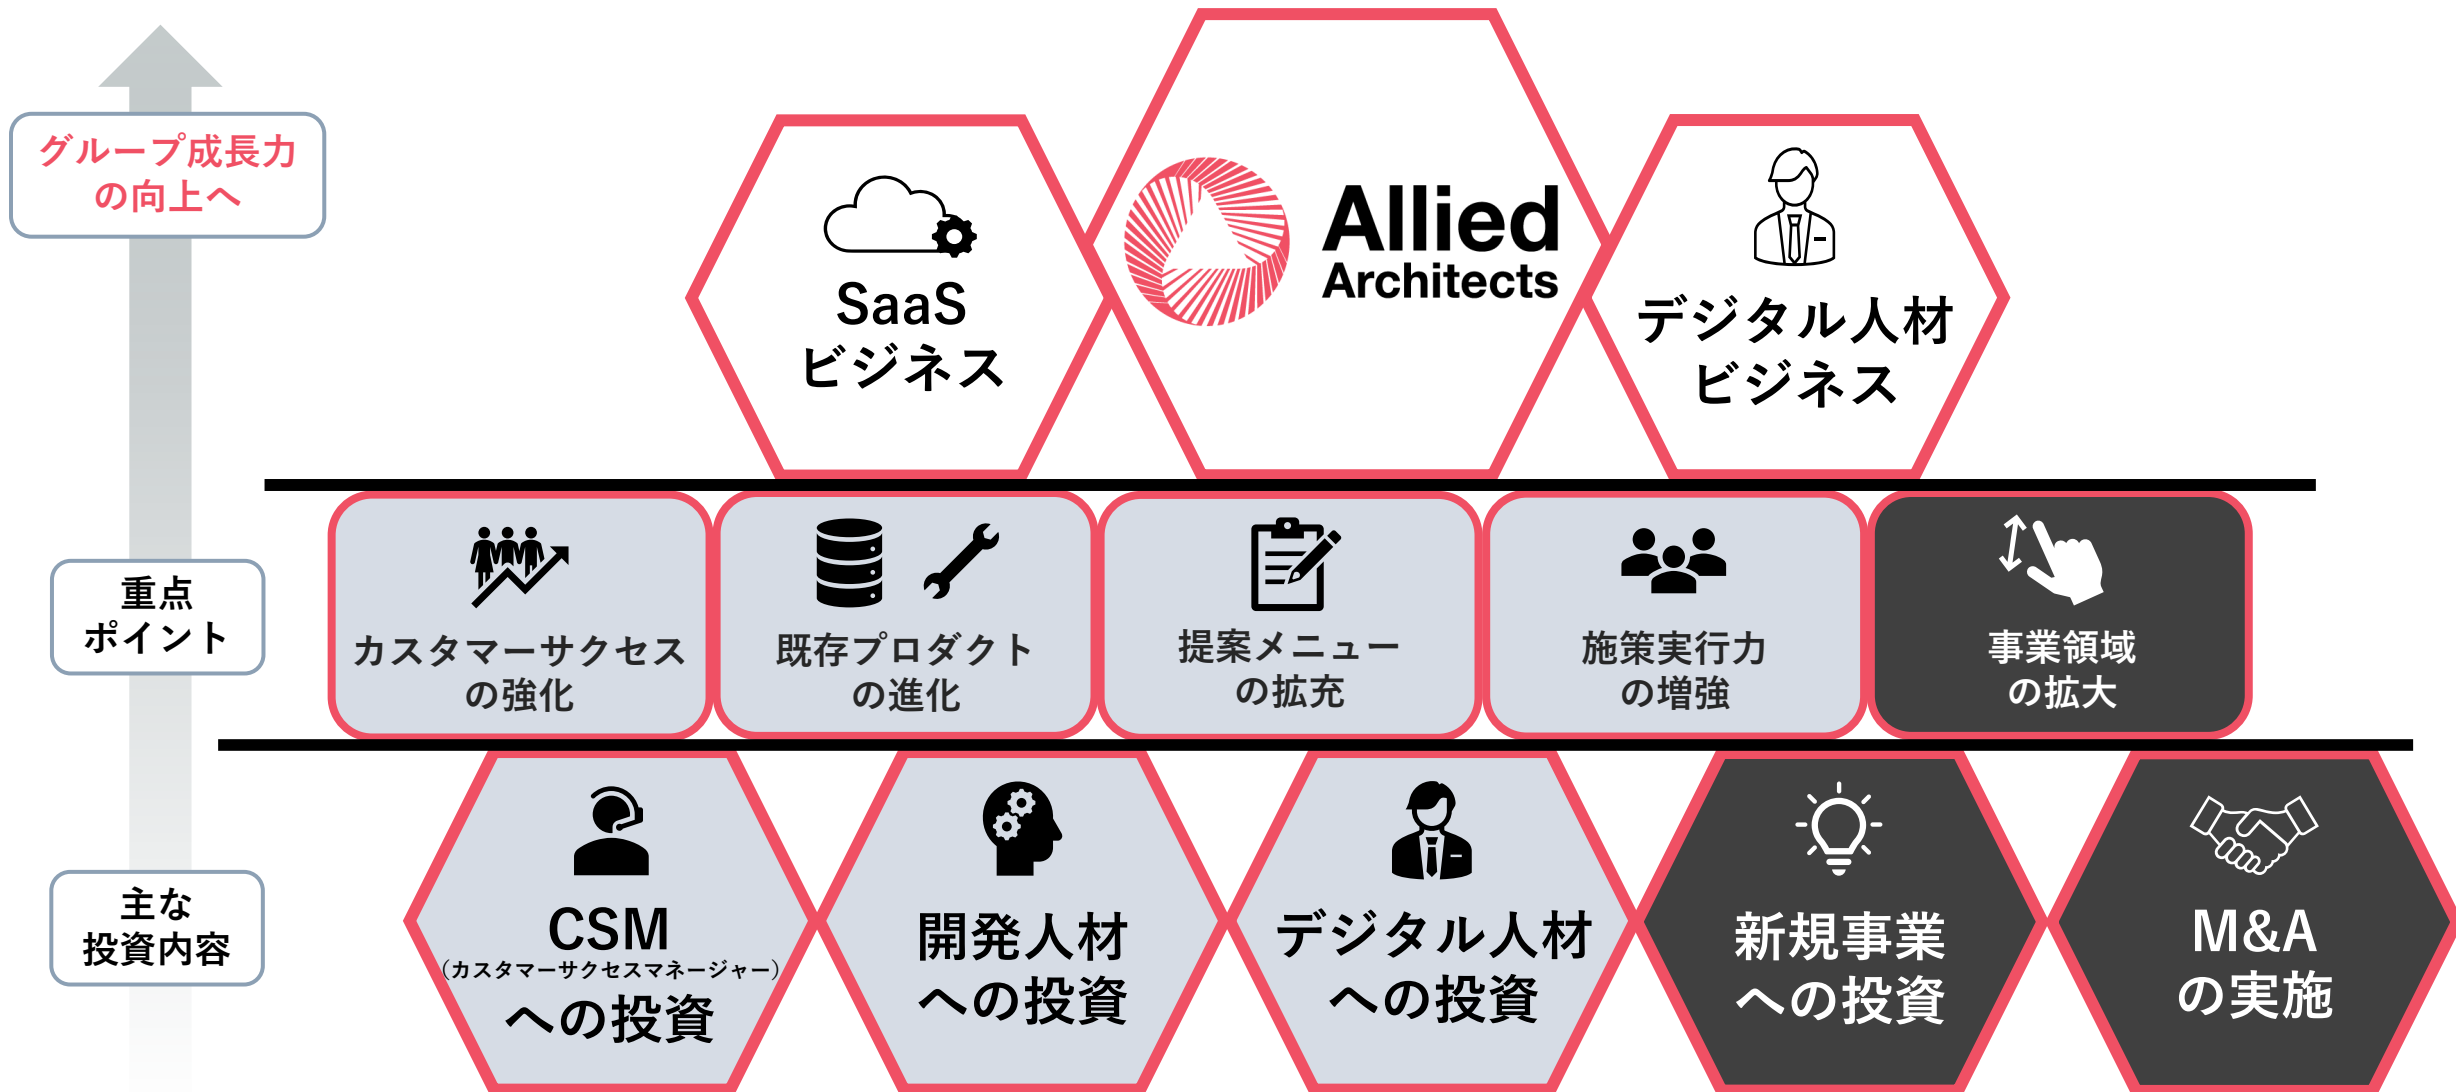 グループ成長力
の向上へ
SaaS
ビジネス
Allied
Architects
デジタル人材
ビジネス
重点
ポイント
カスタマーサクセス
の強化
既存プロダクト
の進化
提案メニュー
の拡充
施策実行力
の増強
事業領域
の拡大
主な
投資内容
CSM
（カスタマーサクセスマネージャー）
への投資
開発人材
への投資
デジタル人材
への投資
新規事業
への投資
M&A
の実施